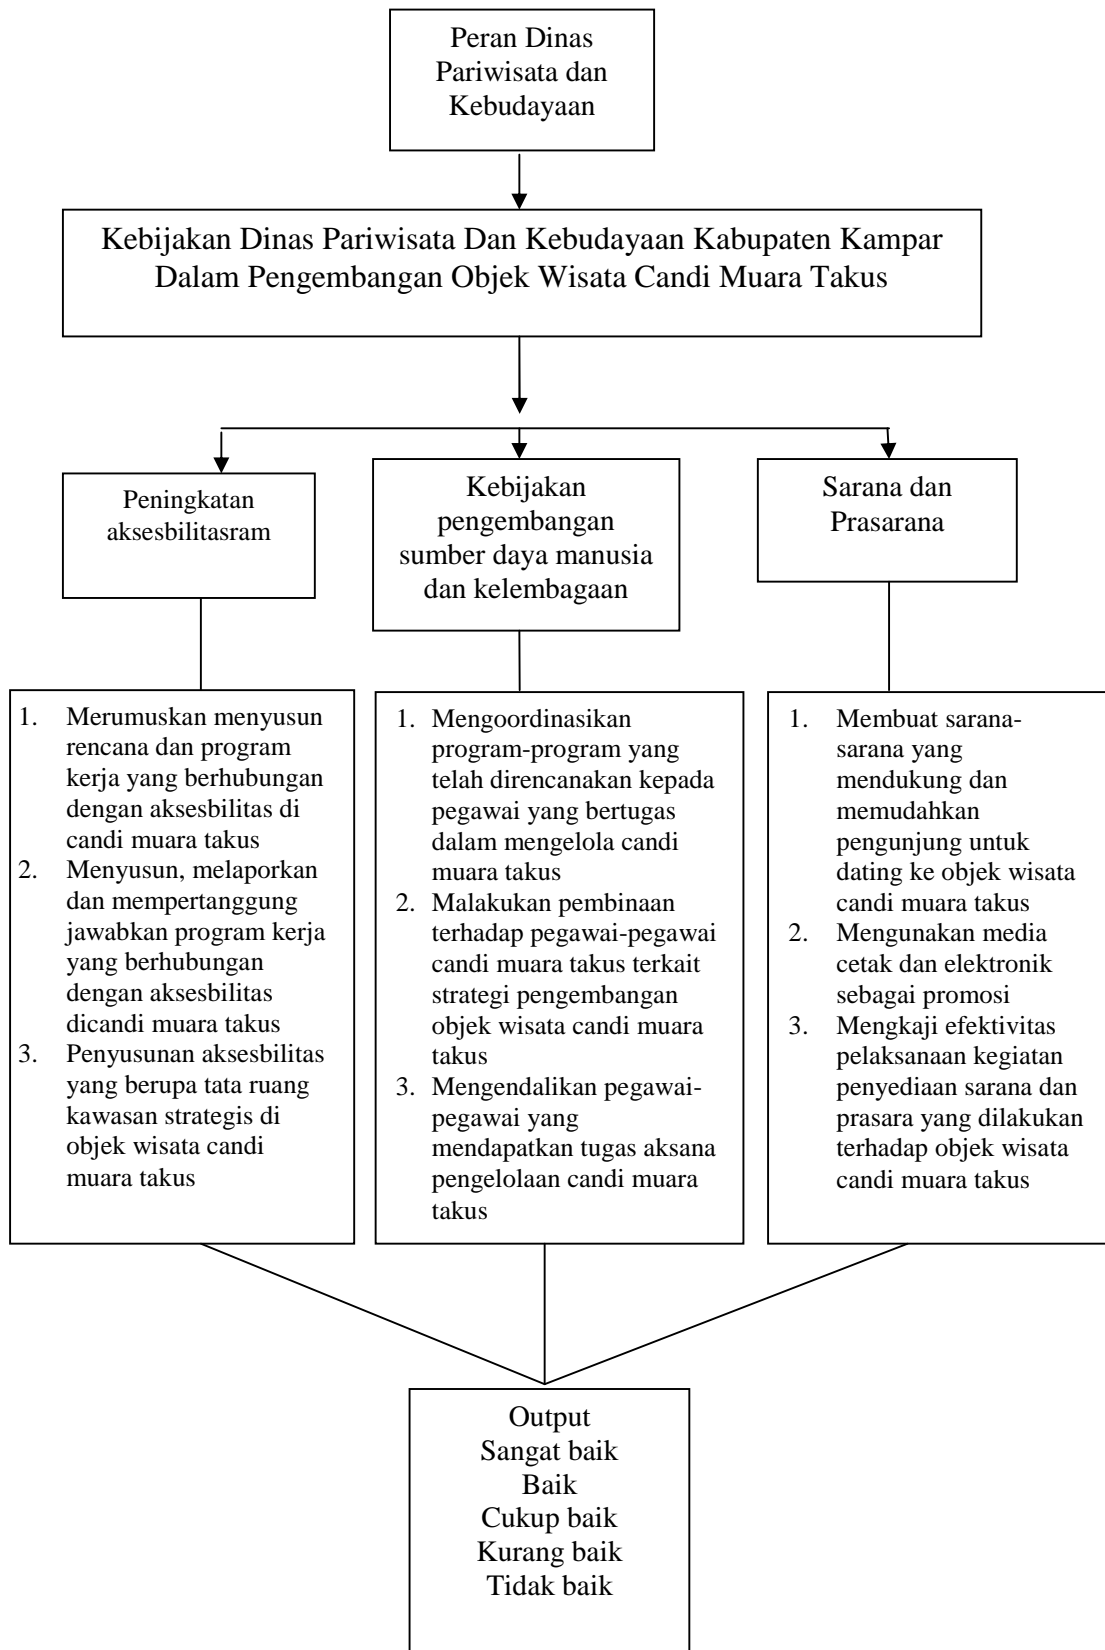 Peran Dinas
Pariwisata dan
Kebudayaan
Kebijakan Dinas Pariwisata Dan Kebudayaan Kabupaten Kampar
Dalam Pengembangan Objek Wisata Candi Muara Takus
Peningkatan
aksesbilitasram
Kebijakan
pengembangan
sumber daya manusia
dan kelembagaan
Sarana dan
Prasarana
1. Merumuskan menyusun
rencana dan program
kerja yang berhubungan
dengan aksesbilitas di
candi muara takus
2. Menyusun, melaporkan
dan mempertanggung
jawabkan program kerja
yang berhubungan
dengan aksesbilitas
dicandi muara takus
3. Penyusunan aksesbilitas
yang berupa tata ruang
kawasan strategis di
objek wisata candi
muara takus
1. Mengoordinasikan
program-program yang
telah direncanakan kepada
pegawai yang bertugas
dalam mengelola candi
muara takus
2. Malakukan pembinaan
terhadap pegawai-pegawai
candi muara takus terkait
strategi pengembangan
objek wisata candi muara
takus
3. Mengendalikan pegawai-
pegawai yang
mendapatkan tugas aksana
pengelolaan candi muara
takus
1. Membuat sarana-
sarana yang
mendukung dan
memudahkan
pengunjung untuk
dating ke objek wisata
candi muara takus
2. Mengunakan media
cetak dan elektronik
sebagai promosi
3. Mengkaji efektivitas
pelaksanaan kegiatan
penyediaan sarana dan
prasara yang dilakukan
terhadap objek wisata
candi muara takus
Output
Sangat baik
Baik
Cukup baik
Kurang baik
Tidak baik